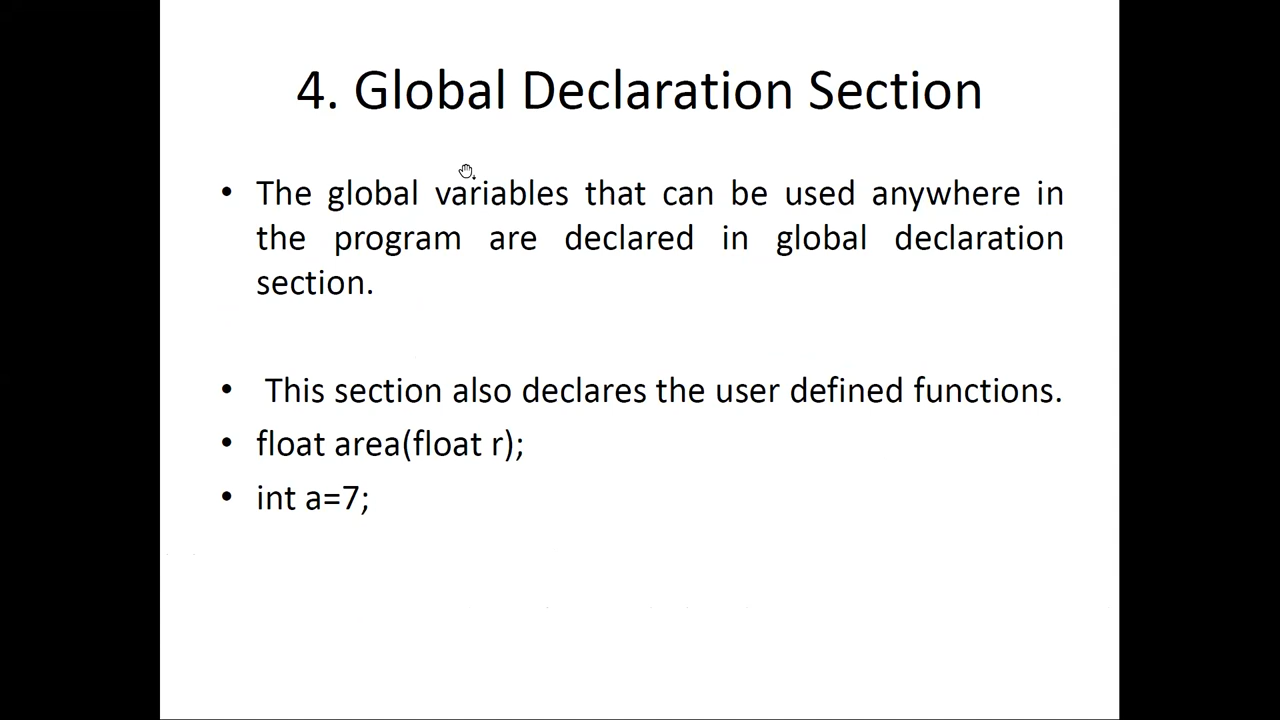 4. Global Declaration Section
• The global variables that can be used anywhere in
the program are declared in global declaration
section.
• This section also declares the user defined functions.
• float area(float r);
• int a=7;